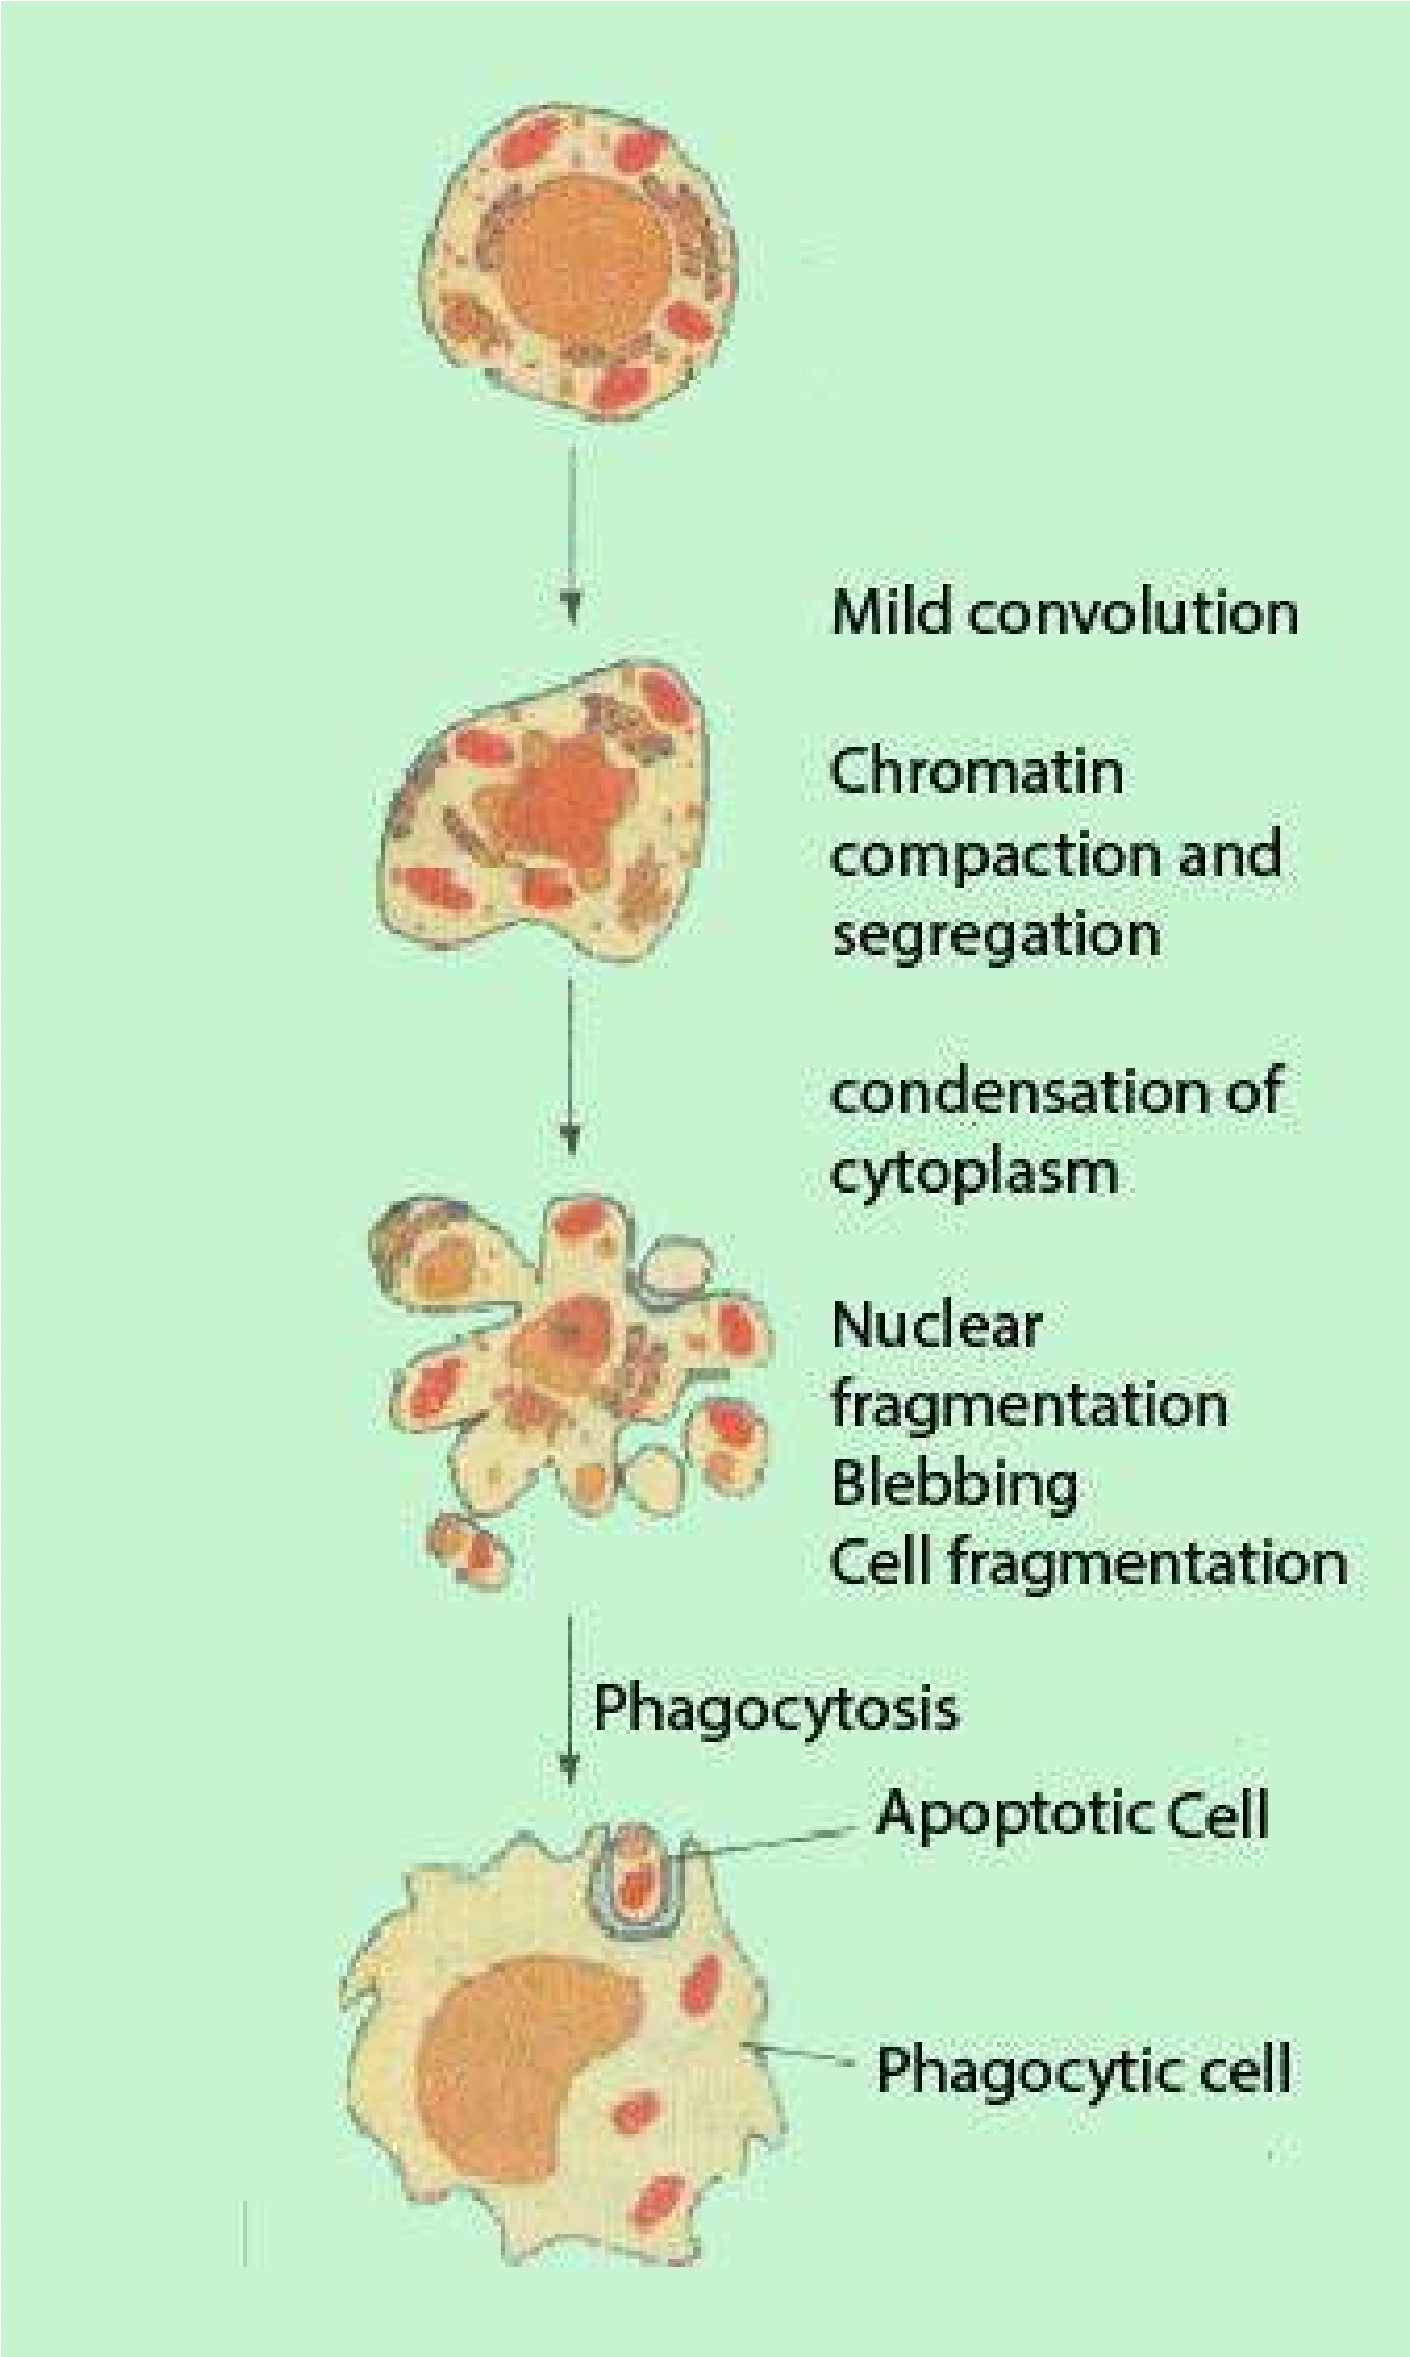 Mild convolution
Chromatin
compaction and
segregation
condensation of
cytoplasm
Nuclear
fragmentation
Blebbing
Cell fragmentation
Phagocytosis
Apoptotic Cell
Phagocytic cell